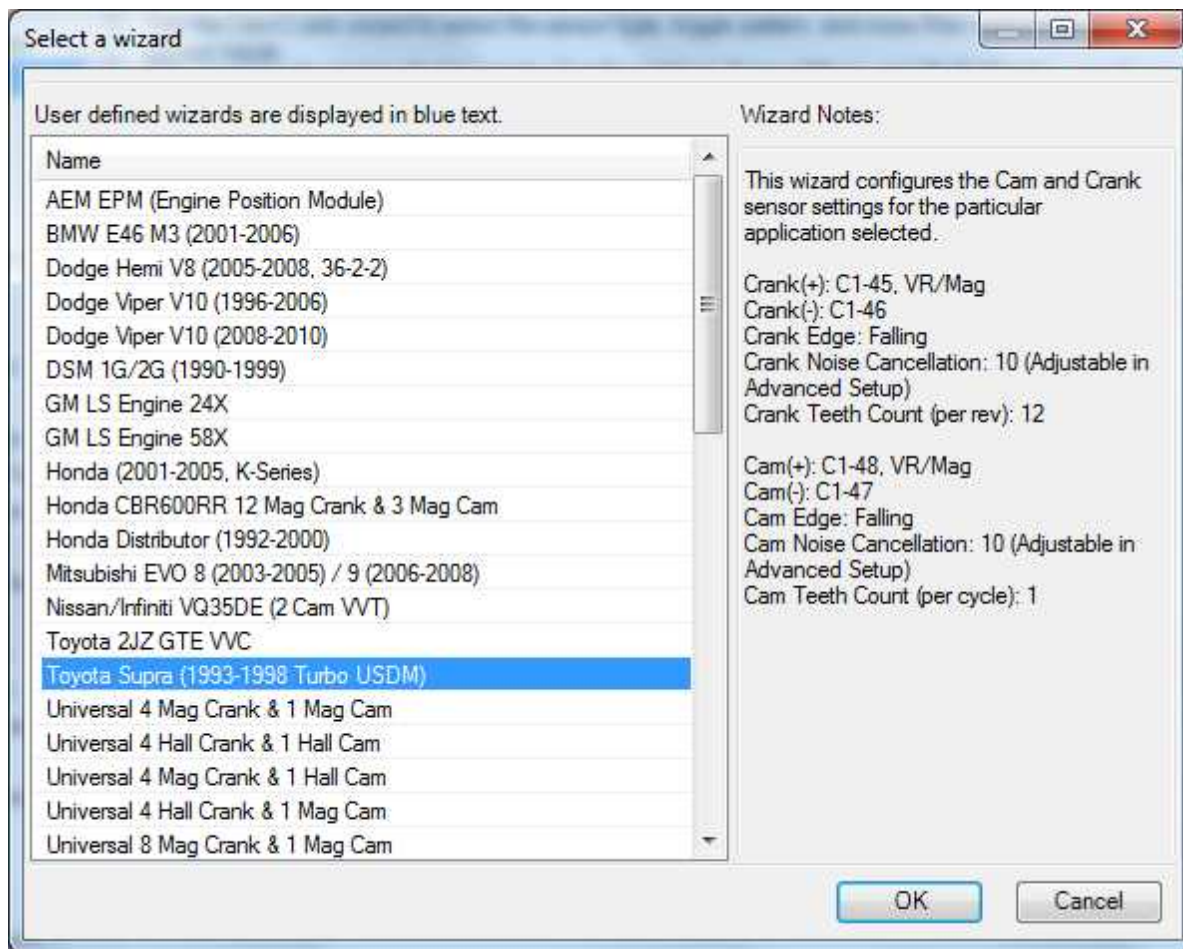 Select a wizard
User defined wizards are displayed in blue text.
Name
AEM EPM (Engine Position Module)
BMW E46 M3 (2001-2006)
Dodge Hemi V8 (2005-2008, 36-2-2)
Dodge Viper V10 (1996-2006)
Dodge Viper V10 (2008-2010)
DSM 1G/2G (1990-1999)
GM LS Engine 24X
GM LS Engine 58X
Honda (2001-2005, K-Series)
Honda CBR600RR 12 Mag Crank & 3 Mag Cam
Honda Distributor (1992-2000)
Mitsubishi EVO 8 (2003-2005) / 9 (2006-2008)
Nissan/Infiniti VQ35DE (2 Cam VVT)
Toyota 2JZ GTE VVC
Toyota Supra (1993-1998 Turbo USDM)
Universal 4 Mag Crank & 1 Mag Cam
Universal 4 Hall Crank & 1 Hall Cam
Universal 4 Mag Crank & 1 Hall Cam
Universal 4 Hall Crank & 1 Mag Cam
Universal 8 Mag Crank & 1 Mag Cam
Wizard Notes:
This wizard configures the Cam and Crank
sensor settings for the particular
application selected.
Crank(+): C1-45, VR/Mag
Crank(-): C1-46
Crank Edge: Falling
Crank Noise Cancellation: 10 (Adjustable in
Advanced Setup)
Crank Teeth Count (per rev): 12
Cam(+): C1-48, VR/Mag
Cam(-): C1-47
Cam Edge: Falling
Cam Noise Cancellation: 10 (Adjustable in
Advanced Setup)
Cam Teeth Count (per cycle): 1
OK
Cancel